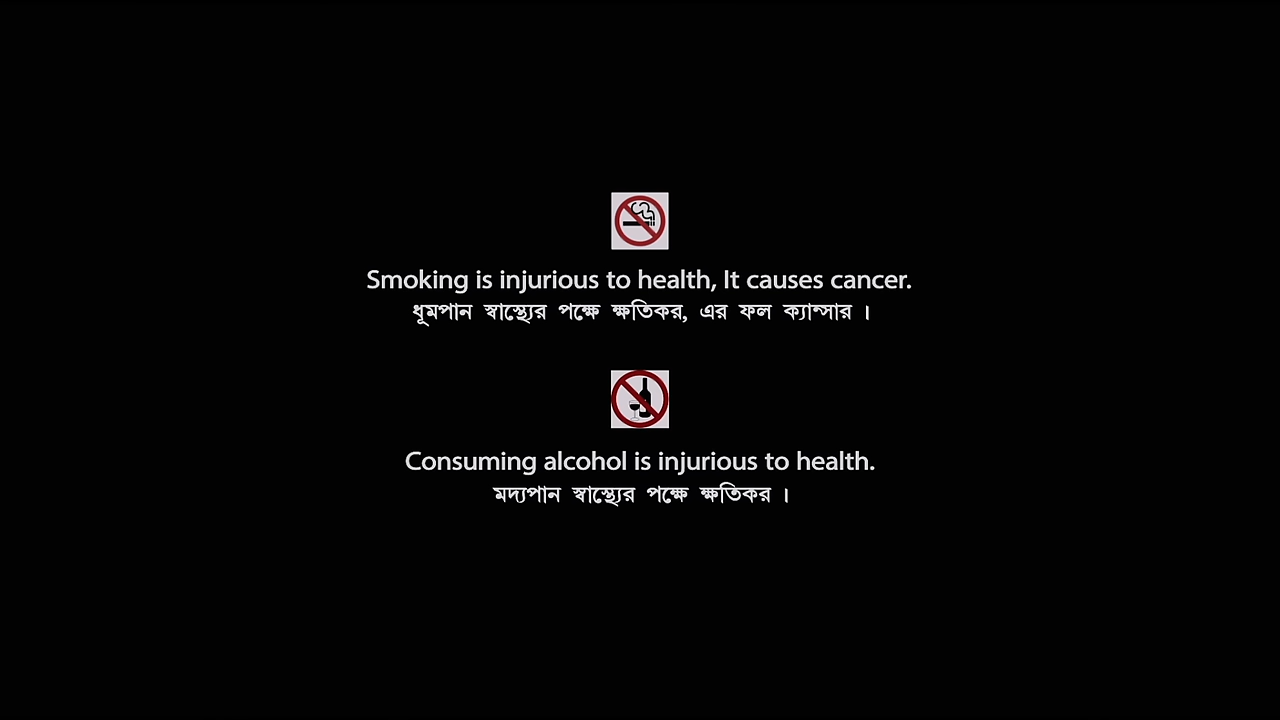 Smoking is injurious to health, It causes cancer.
ধূমপান স্বাস্থ্যের পক্ষে ক্ষতিকর, এর ফল ক্যান্সার ।
Consuming alcohol is injurious to health.
মদ্যপান স্বাস্থ্যের পক্ষে ক্ষতিকর ।